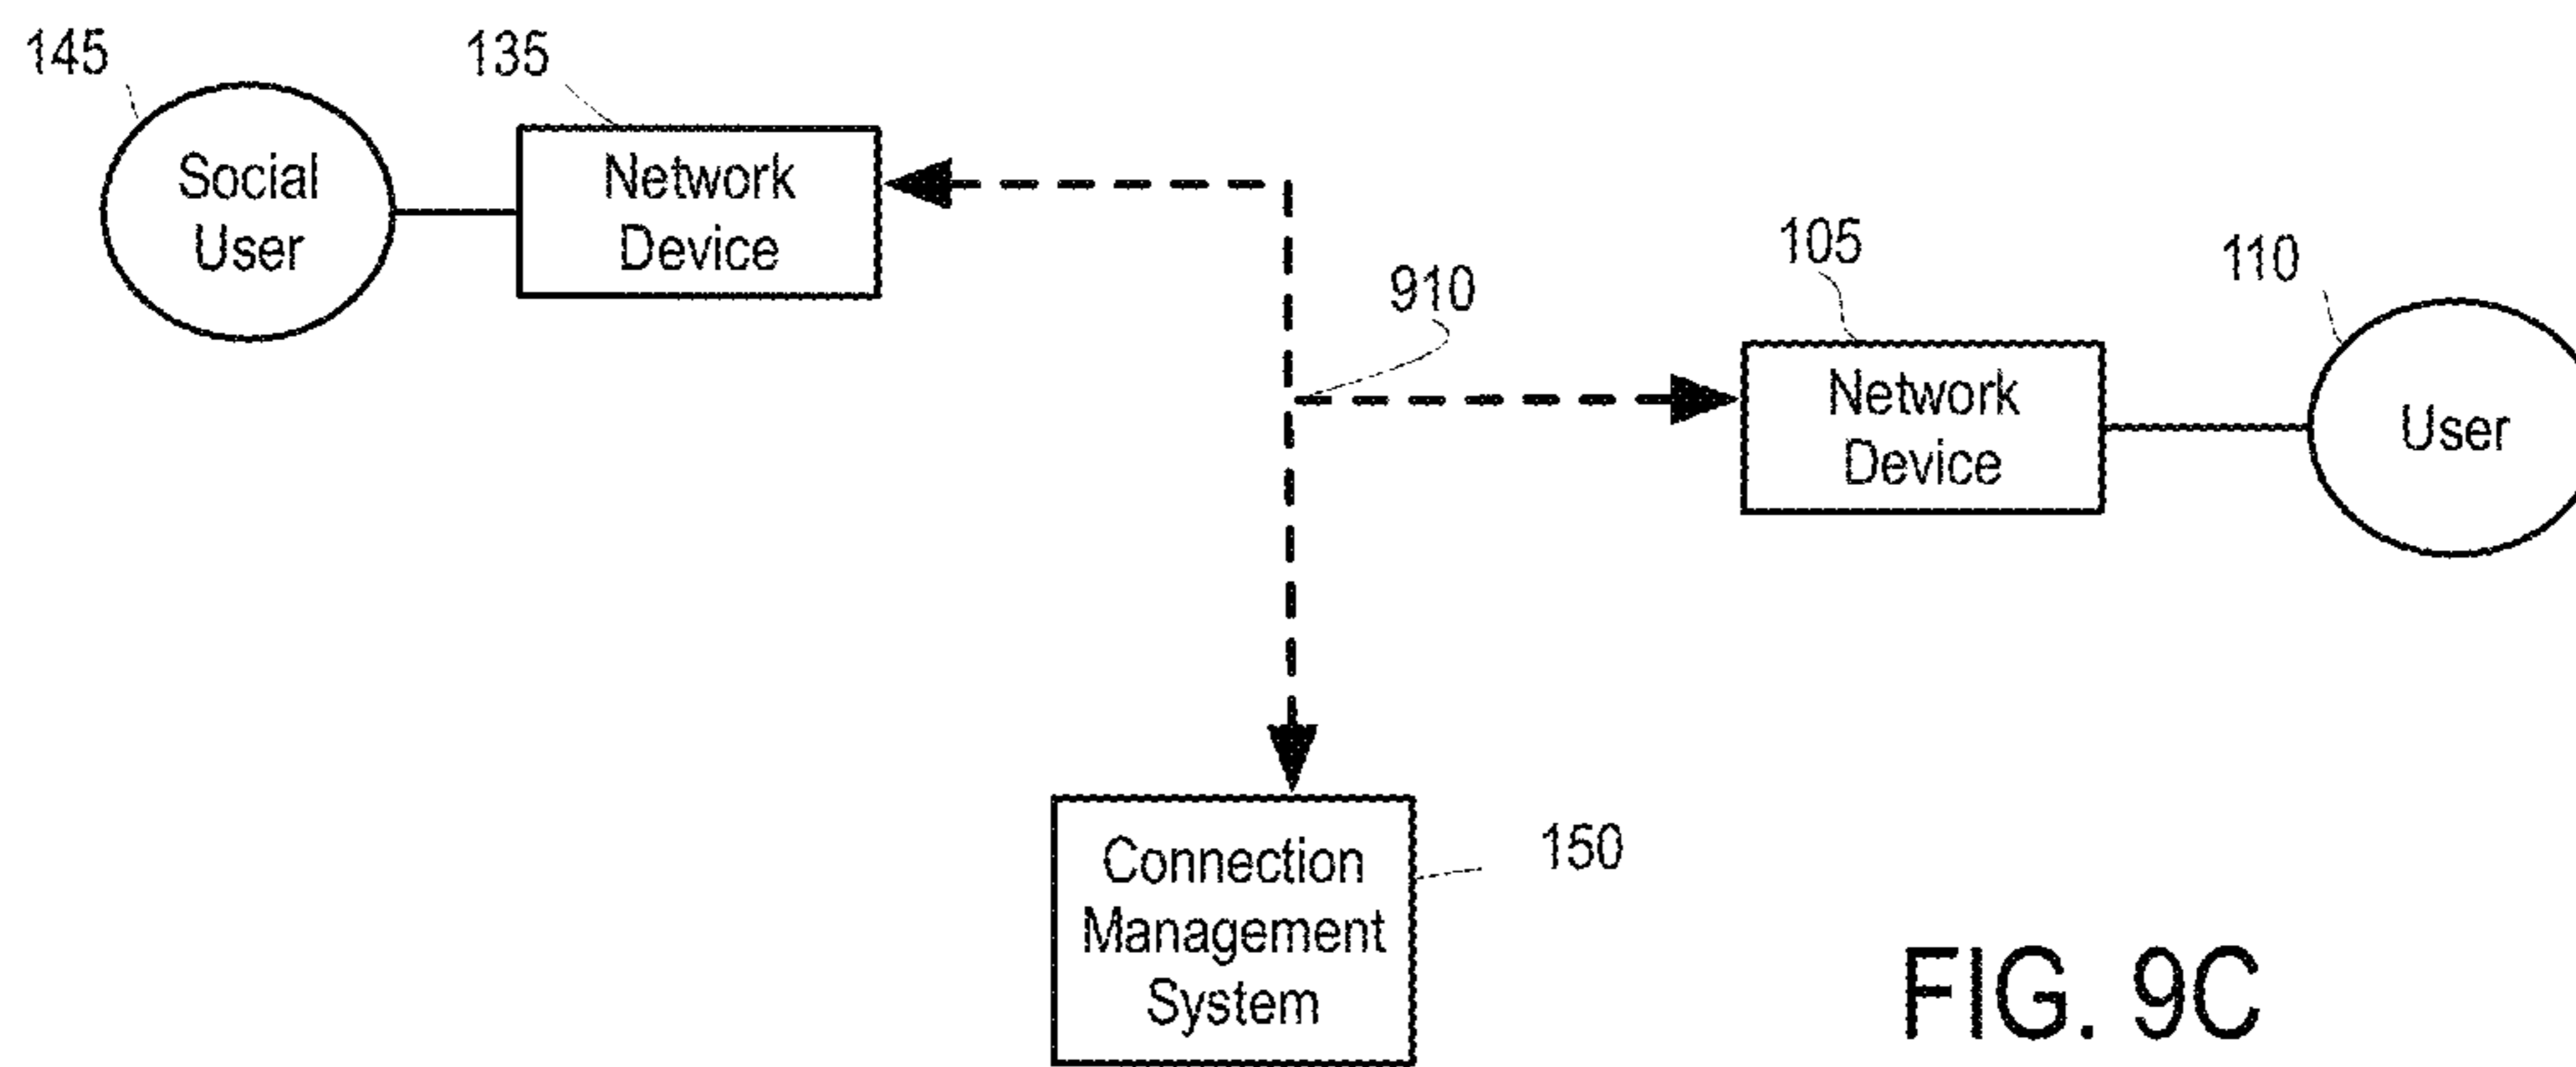 145
135
Social
User
Network
Device
910
105
110
Network
Device
User
Connection
Management
System
150
FIG. 9C